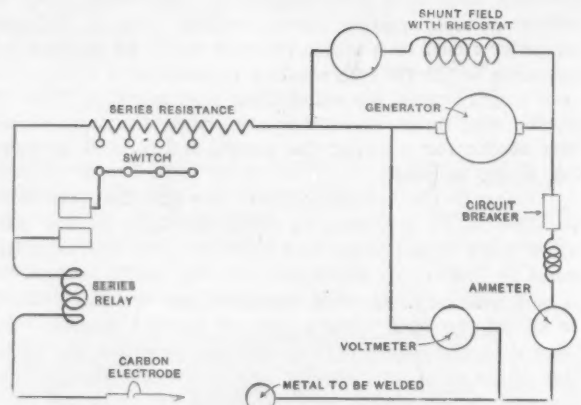 SHUNT FIELD
WITH RHEOSTAT
SERIES RESISTANCE
GENERATOR
SWITCH
CIRCUIT
BREAKER
SERIES
RELAY
AMMETER
VOLTMETER
CARBON
ELECTRODE
METAL TO BE WELDED